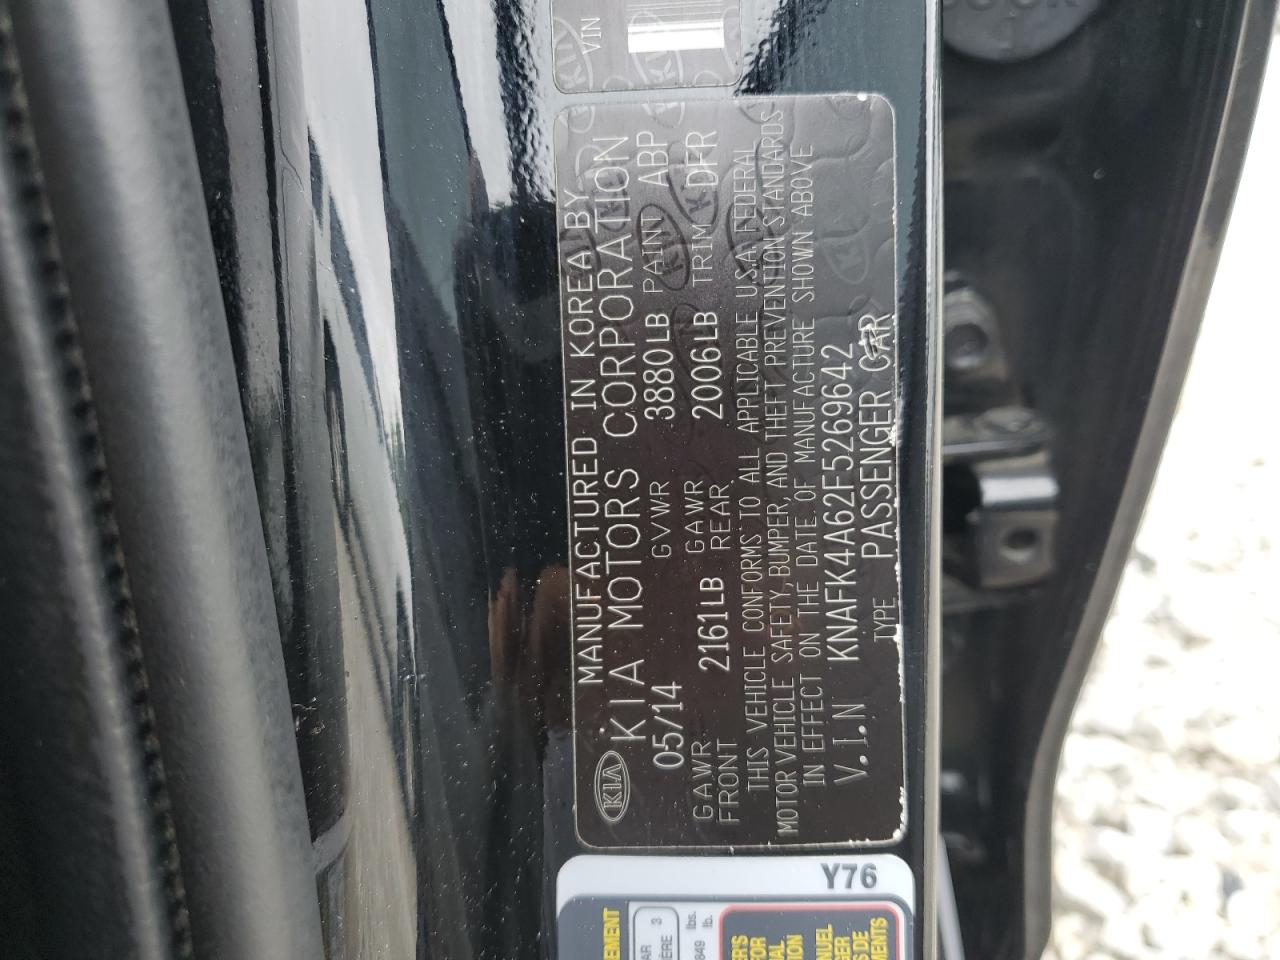 VIN
MANUFACTURED IN KOREA BY
KIA KIA MOTORS CORPORATION
05/14 GVWR 3880LB PAINT ABP
GAWR FRONT 2161LB GAWR REAR 2006LB TRIM DFR
THIS VEHICLE CONFORMS TO ALL APPLICABLE U.S.A FEDERAL
MOTOR VEHICLE SAFETY, BUMPER, AND THEFT PREVENTION STANDARDS
IN EFFECT ON THE DATE OF MANUFACTURE SHOWN ABOVE
V.I.N KNAFK4A62F5269642
TYPE PASSENGER CAR
Y76